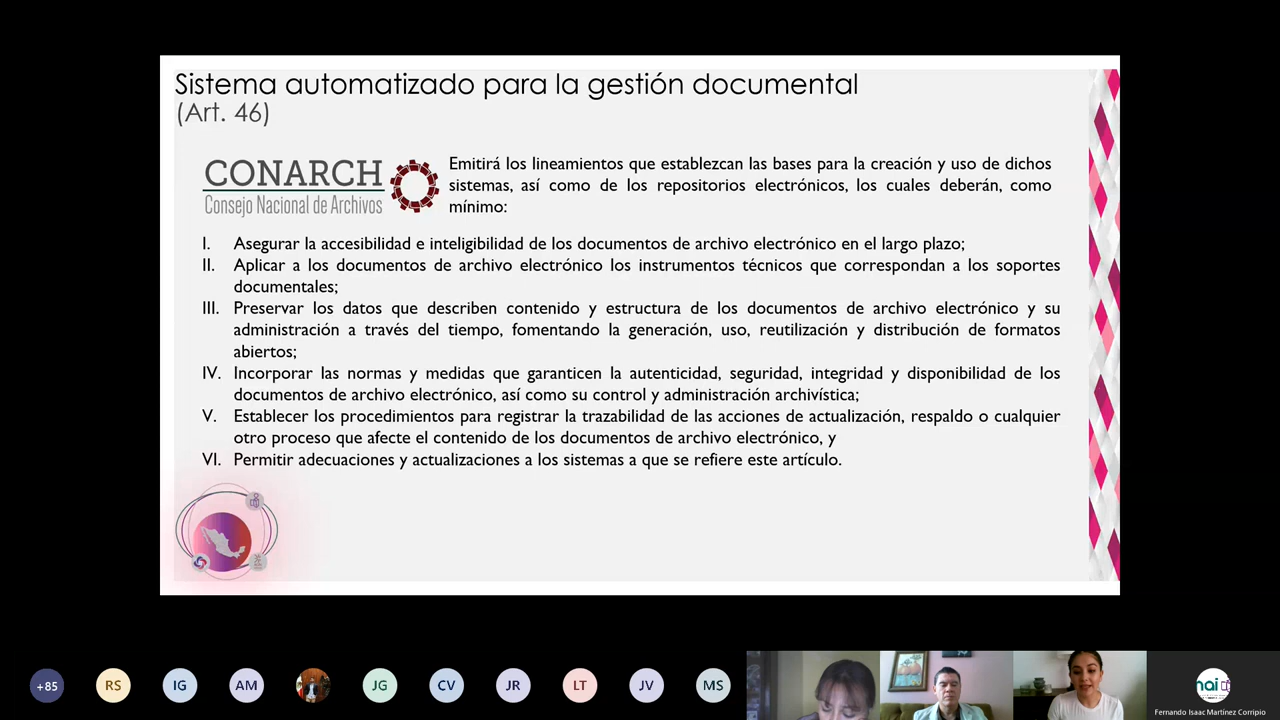 Sistema automatizado para la gestión documental
(Art. 46)
CONARCH
Consejo Nacional de Archivos
Emitirá los lineamientos que establezcan las bases para la creación y uso de dichos
sistemas, así como de los repositorios electrónicos, los cuales deberán, como
mínimo:
I. Asegurar la accesibilidad e inteligibilidad de los documentos de archivo electrónico en el largo plazo;
II. Aplicar a los documentos de archivo electrónico los instrumentos técnicos que correspondan a los soportes
documentales;
III. Preservar los datos que describen contenido y estructura de los documentos de archivo electrónico y su
administración a través del tiempo, fomentando la generación, uso, reutilización y distribución de formatos
abiertos;
IV. Incorporar las normas y medidas que garanticen la autenticidad, seguridad, integridad y disponibilidad de los
documentos de archivo electrónico, así como su control y administración archivística;
V. Establecer los procedimientos para registrar la trazabilidad de las acciones de actualización, respaldo o cualquier
otro proceso que afecte el contenido de los documentos de archivo electrónico, y
VI. Permitir adecuaciones y actualizaciones a los sistemas a que se refiere este artículo.
+85 RS IG AM JG CV JR LT JV MS
nai
Fernando Isaac Martínez Corripio